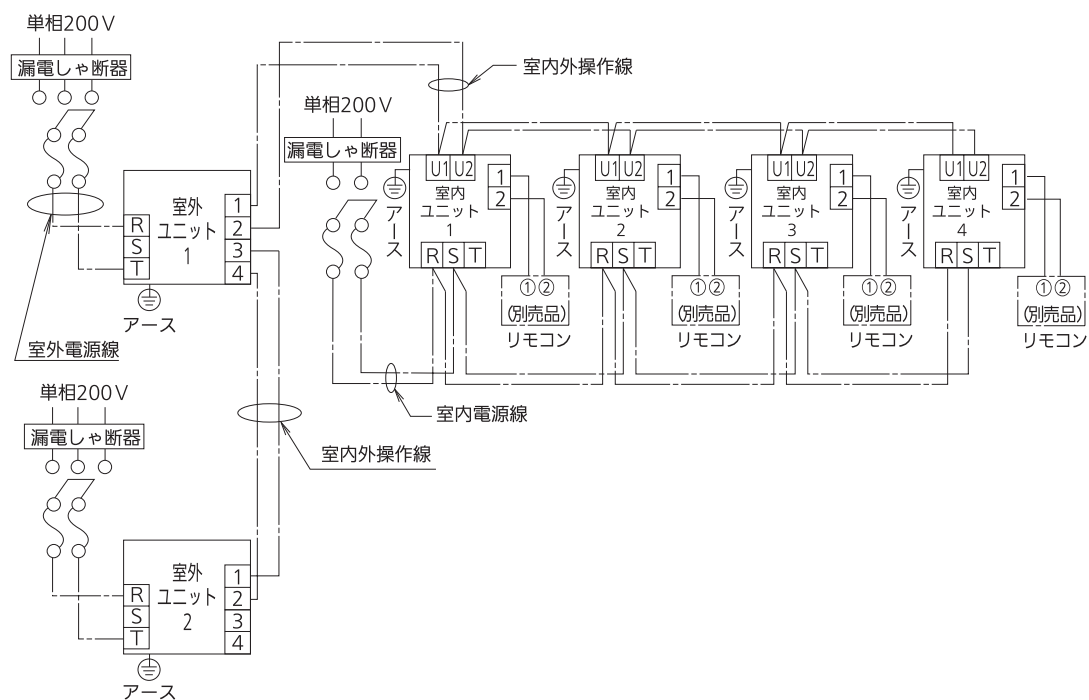 単相200V
漏電しゃ断器
室外
ユニット
1
R
S
T
1
2
3
4
アース
室外電源線
室内外操作線
単相200V
漏電しゃ断器
U1 U2
室内
ユニット
1
1
2
R S T
アース
① ②
(別売品)
リモコン
U1 U2
室内
ユニット
2
1
2
R S T
アース
① ②
(別売品)
リモコン
U1 U2
室内
ユニット
3
1
2
R S T
アース
① ②
(別売品)
リモコン
U1 U2
室内
ユニット
4
1
2
R S T
アース
① ②
(別売品)
リモコン
室内電源線
室内外操作線
単相200V
漏電しゃ断器
室外
ユニット
2
R
S
T
1
2
3
4
アース